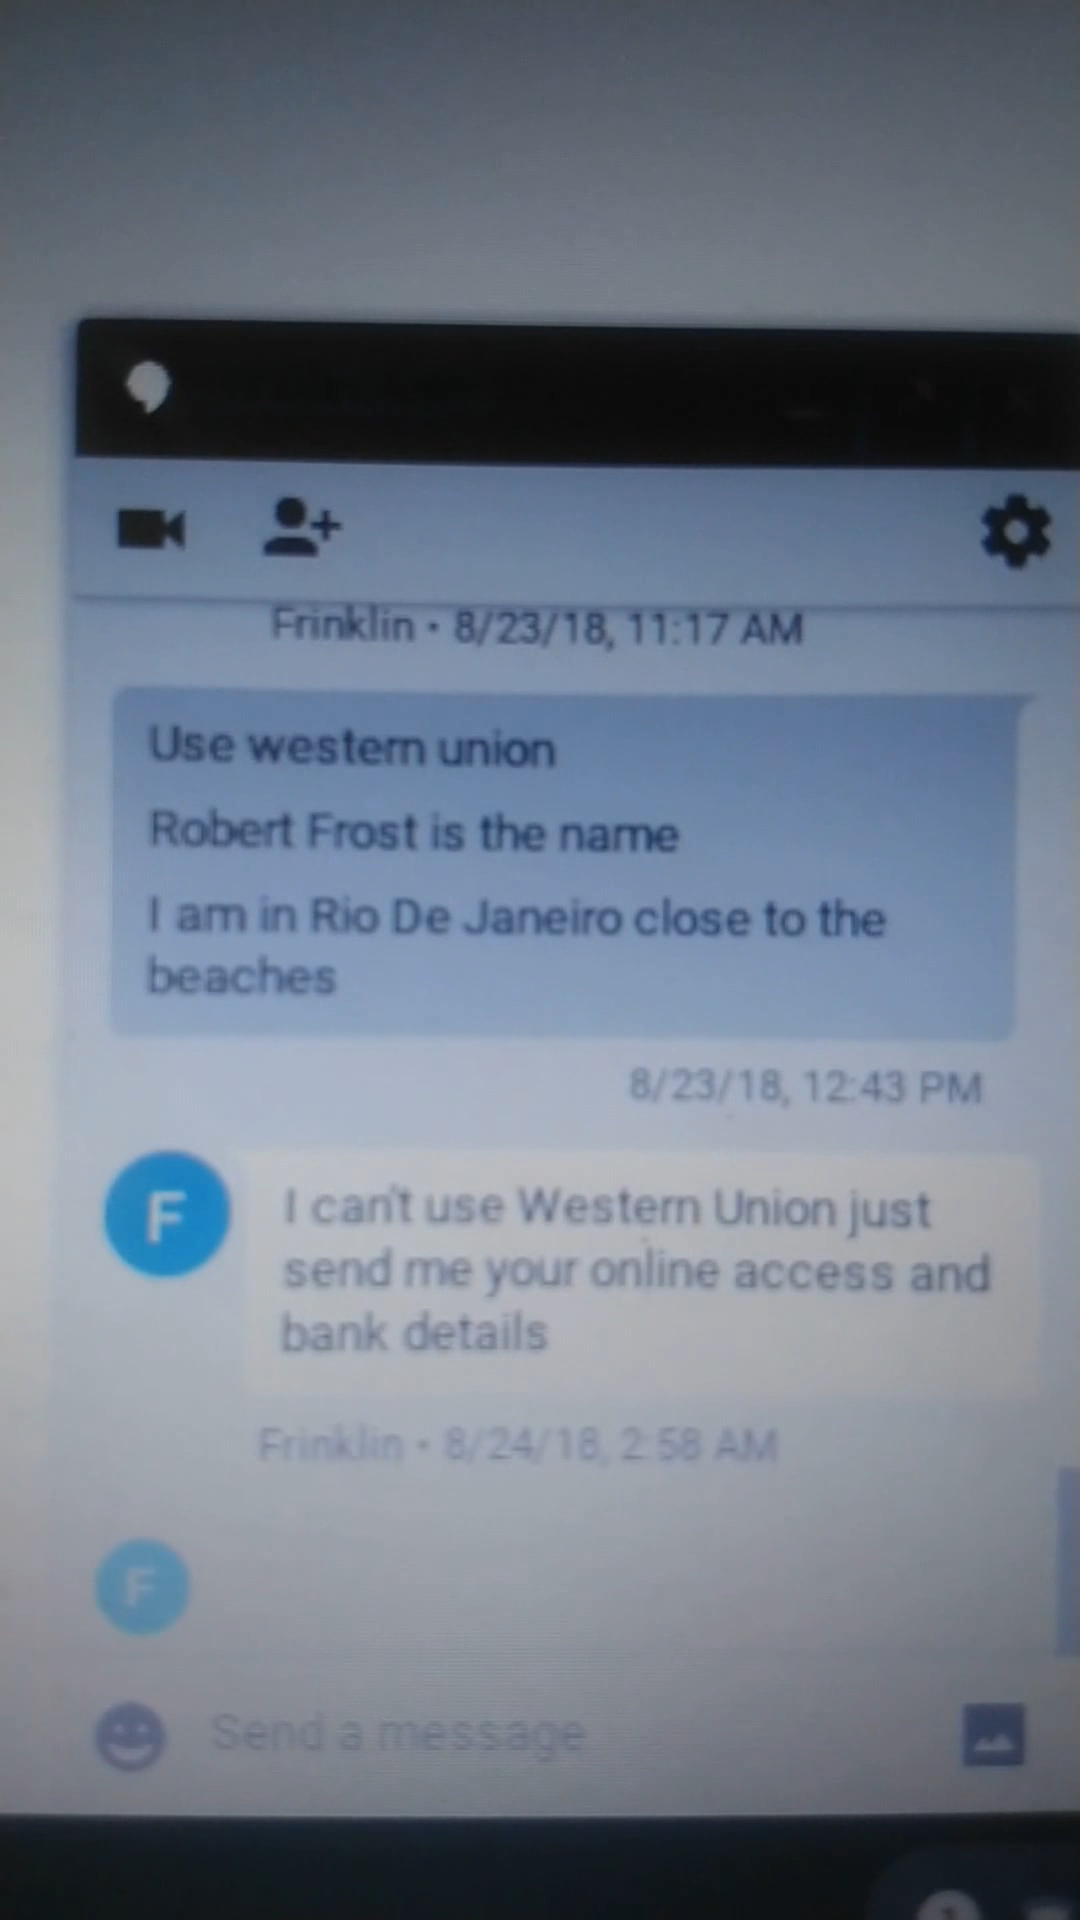 Frinklin • 8/23/18, 11:17 AM
Use western union
Robert Frost is the name
I am in Rio De Janeiro close to the
beaches
8/23/18, 12:43 PM
F
I can't use Western Union just
send me your online access and
bank details
Frinklin • 8/24/18, 2:58 AM
F
Send a message